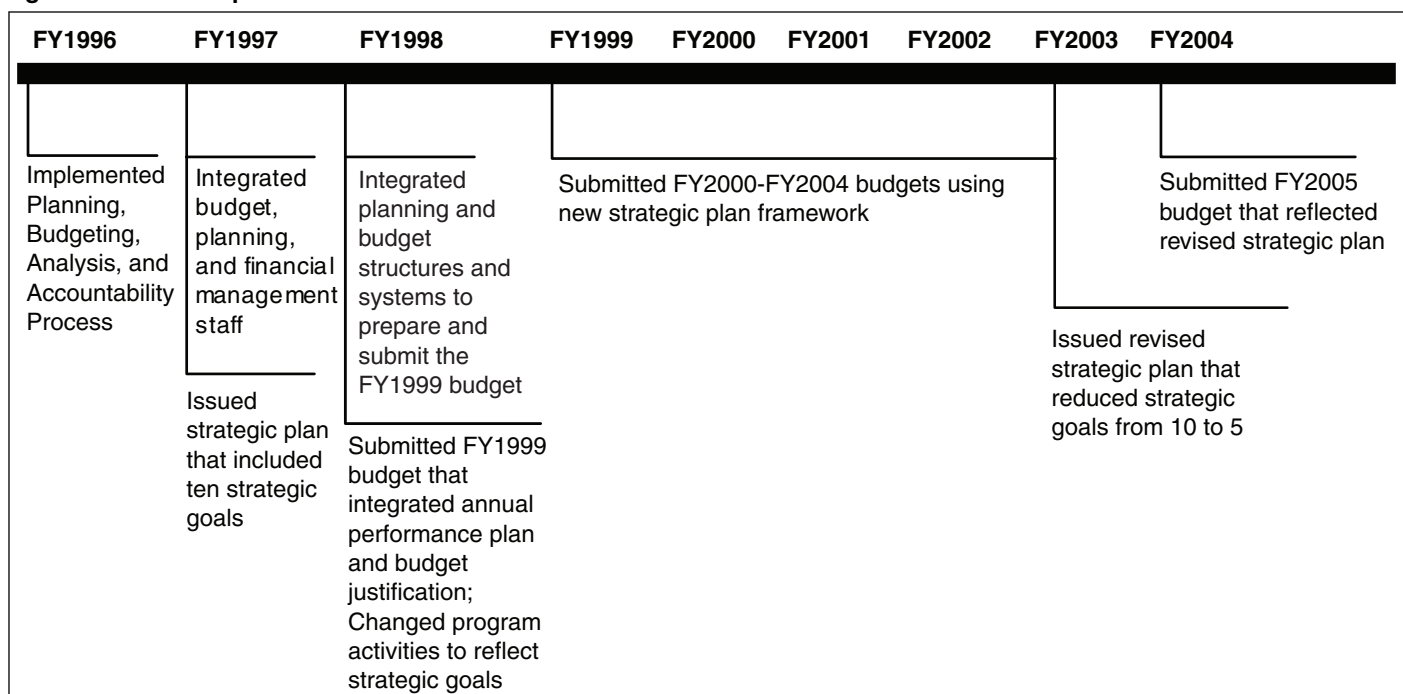 FY1996 FY1997 FY1998 FY1999 FY2000 FY2001 FY2002 FY2003 FY2004
Implemented
Planning,
Budgeting,
Analysis, and
Accountability
Process
Integrated
budget,
planning,
and financial
management
staff
Issued
strategic plan
that included
ten strategic
goals
Integrated
planning and
budget
structures and
systems to
prepare and
submit the
FY1999 budget
Submitted FY1999
budget that
integrated annual
performance plan
and budget
justification;
Changed program
activities to reflect
strategic goals
Submitted FY2000-FY2004 budgets using
new strategic plan framework
Issued revised
strategic plan that
reduced strategic
goals from 10 to 5
Submitted FY2005
budget that reflected
revised strategic plan